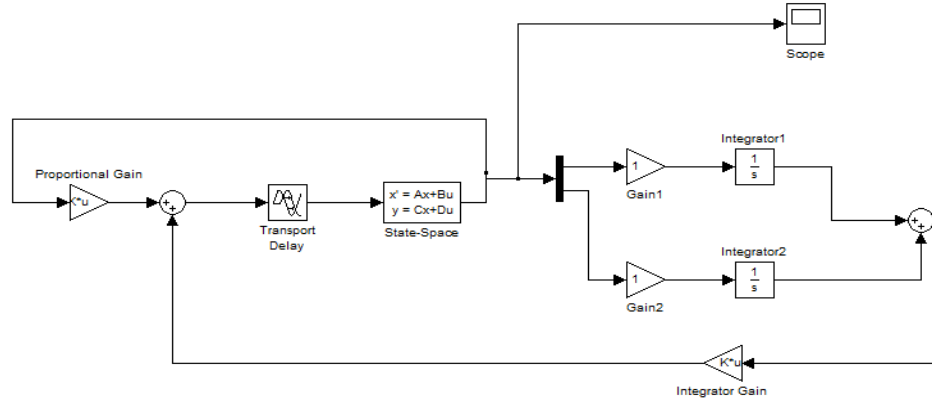 Scope
Integrator1
Proportional Gain
K*u
+
+
x' = Ax+Bu
y = Cx+Du
Transport
Delay
State-Space
1
1
s
Gain1
+
+
Integrator2
1
1
s
Gain2
K*u
Integrator Gain